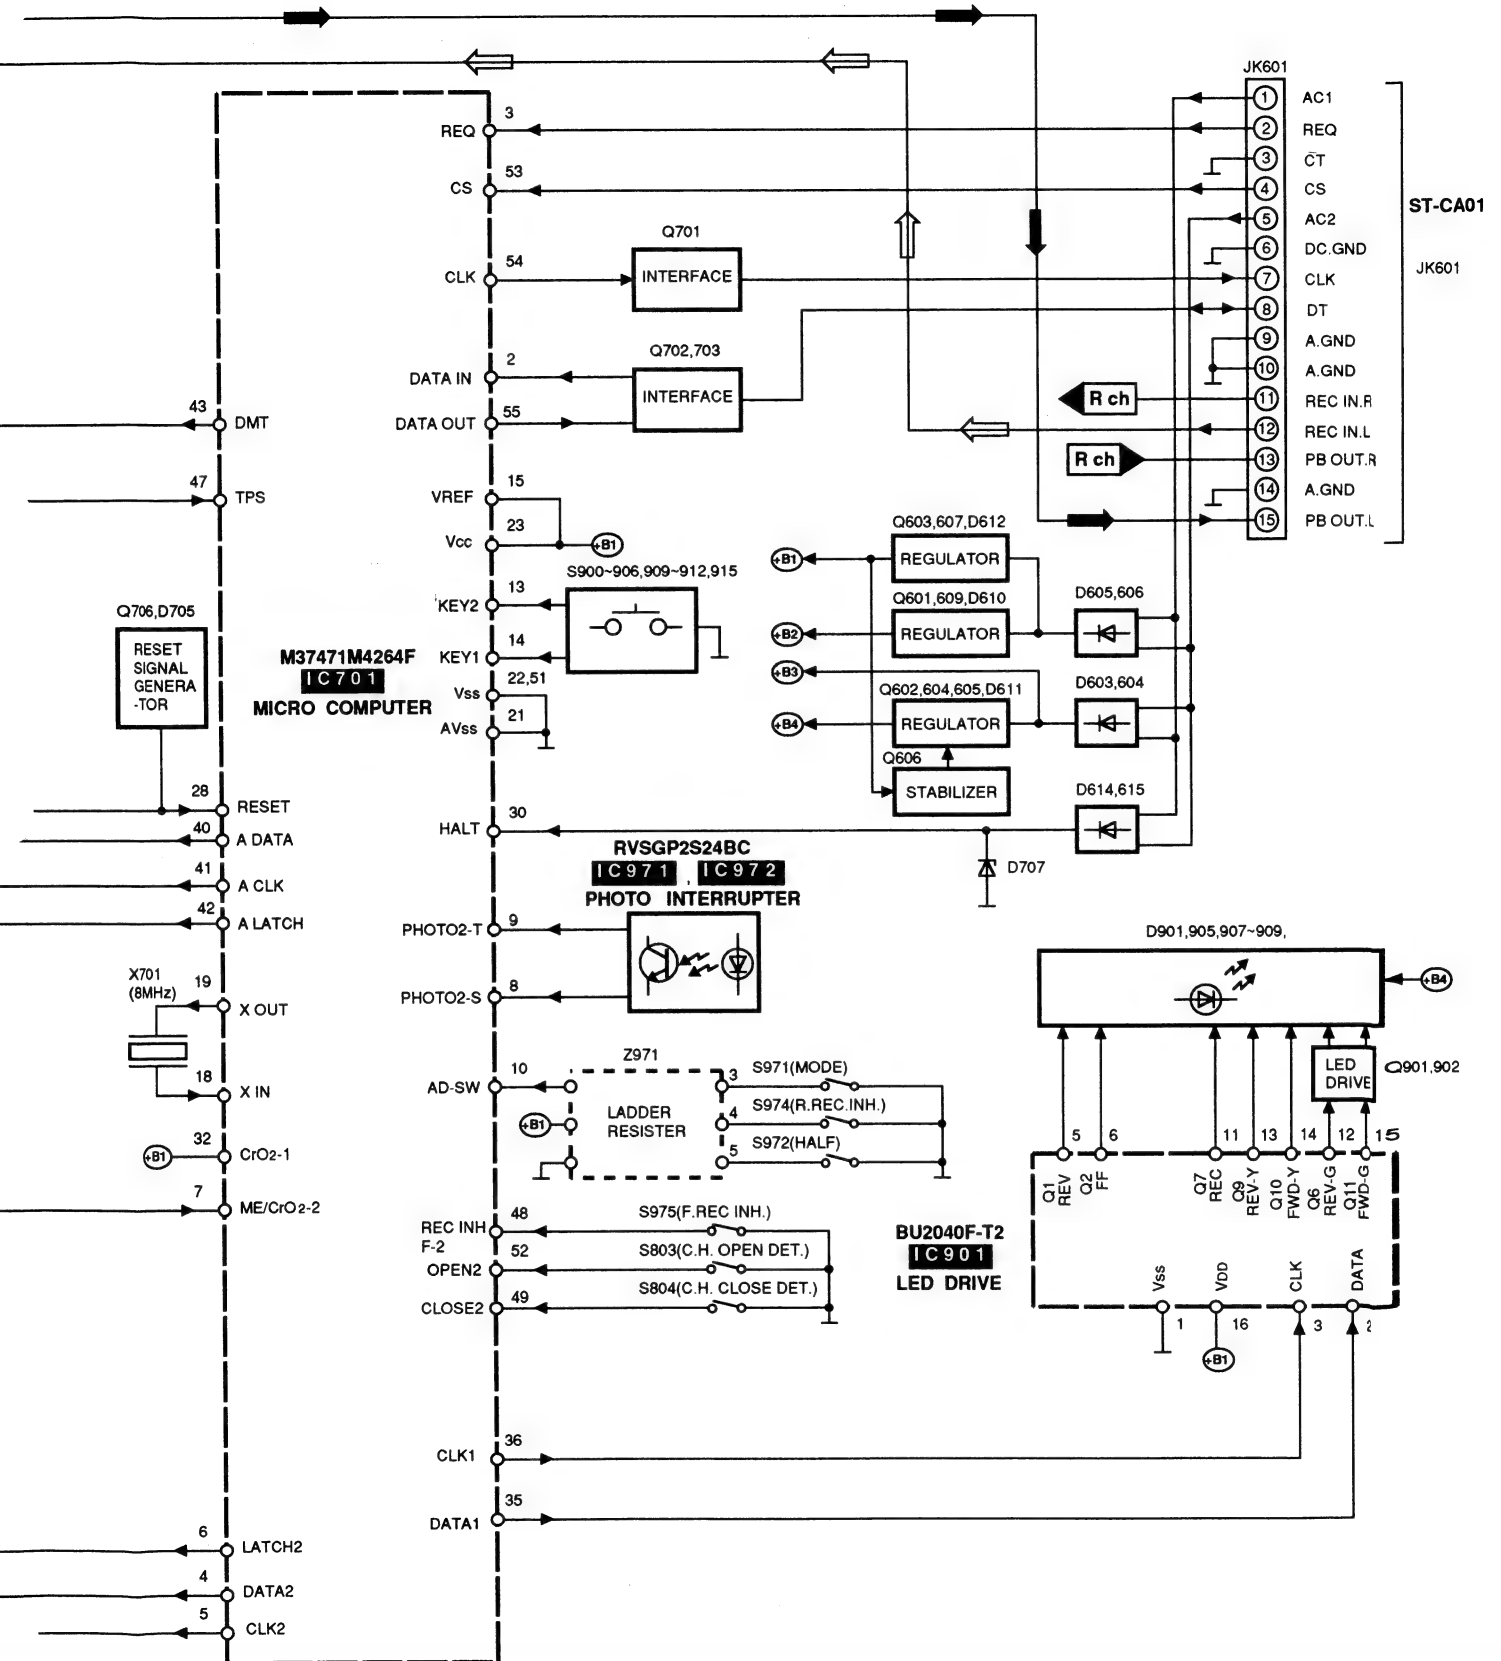 JK601
1 AC1
2 REQ
3 CT
4 CS
5 AC2
6 DC.GND
7 CLK
8 DT
9 A.GND
10 A.GND
11 REC IN.R
12 REC IN.L
13 PB OUT.R
14 A.GND
15 PB OUT.L
ST-CA01
JK601
R ch
R ch
3
REQ
53
CS
54
CLK
Q701
INTERFACE
2
DATA IN
Q702,703
INTERFACE
55
DATA OUT
43
DMT
47
TPS
15
VREF
23
Vcc
+B1
S900~906,909~912,915
13
KEY2
14
KEY1
22,51
Vss
21
AVss
Q706,D705
RESET
SIGNAL
GENERA
-TOR
M37471M4264F
IC701
MICRO COMPUTER
Q603,607,D612
+B1
REGULATOR
Q601,609,D610
+B2
REGULATOR
D605,606
+B3
Q602,604,605,D611
+B4
REGULATOR
D603,604
Q606
STABILIZER
D614,615
28
RESET
40
A DATA
41
A CLK
42
A LATCH
30
HALT
D707
RVSGP2S24BC
IC971 , IC972
PHOTO INTERRUPTER
9
PHOTO2-T
8
PHOTO2-S
X701
(8MHz)
19
X OUT
18
X IN
32
+B1
CrO2-1
7
ME/CrO2-2
10
AD-SW
+B1
Z971
LADDER
RESISTER
3
S971(MODE)
4
S974(R.REC.INH.)
5
S972(HALF)
48
REC INH
F-2
S975(F.REC INH.)
52
OPEN2
S803(C.H. OPEN DET.)
49
CLOSE2
S804(C.H. CLOSE DET.)
D901,905,907~909,
+B4
LED
DRIVE
Q901,902
5 6 11 13 14 12 15
Q1
REV
Q2
FF
Q7
REC
Q9
REV-Y
Q10
FWD-Y
Q6
REV-G
Q11
FWD-G
BU2040F-T2
IC901
LED DRIVE
Vss
VDD
CLK
DATA
1 16 3 2
+B1
36
CLK1
35
DATA1
6
LATCH2
4
DATA2
5
CLK2